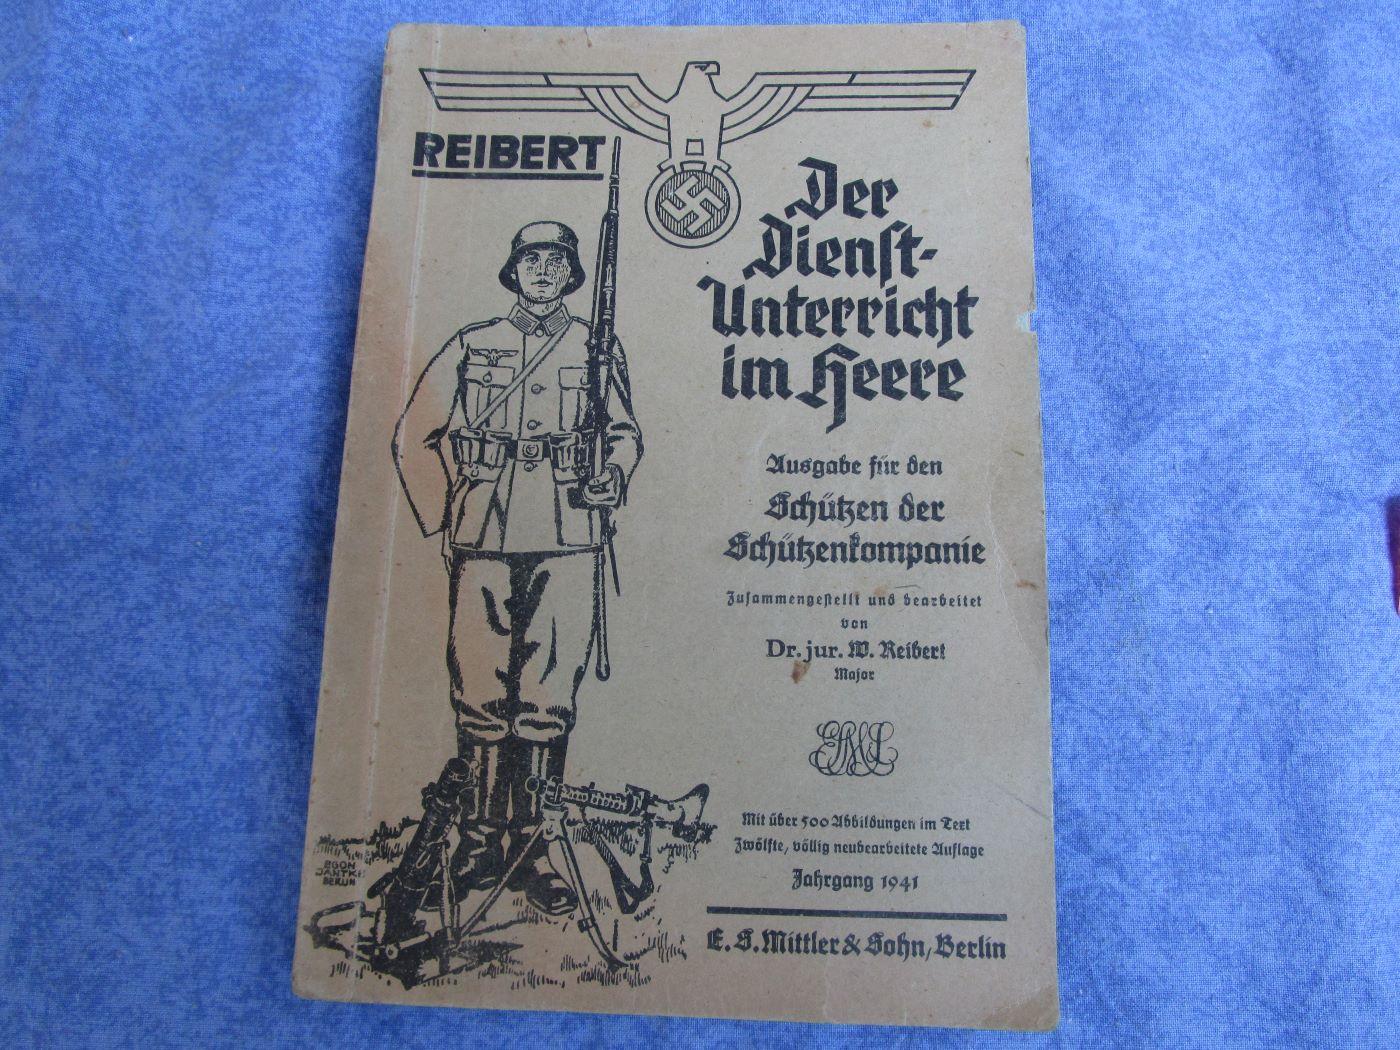 REIBERT
Der
Dienst-
Unterricht
im Heere
Ausgabe für den
Schützen der
Schützenkompanie
Zusammengestellt und bearbeitet
von
Dr. jur. W. Reibert
Major
Mit über 500 Abbildungen im Text
Zwölfte, völlig neubearbeitete Auflage
Jahrgang 1941
E. S. Mittler & Sohn, Berlin
EGON
JANTKE
BERLIN